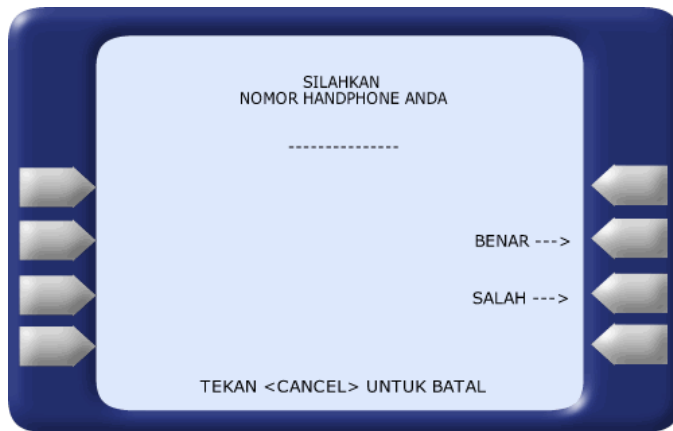 SILAHKAN
NOMOR HANDPHONE ANDA
---------------
BENAR --->
SALAH --->
TEKAN <CANCEL> UNTUK BATAL